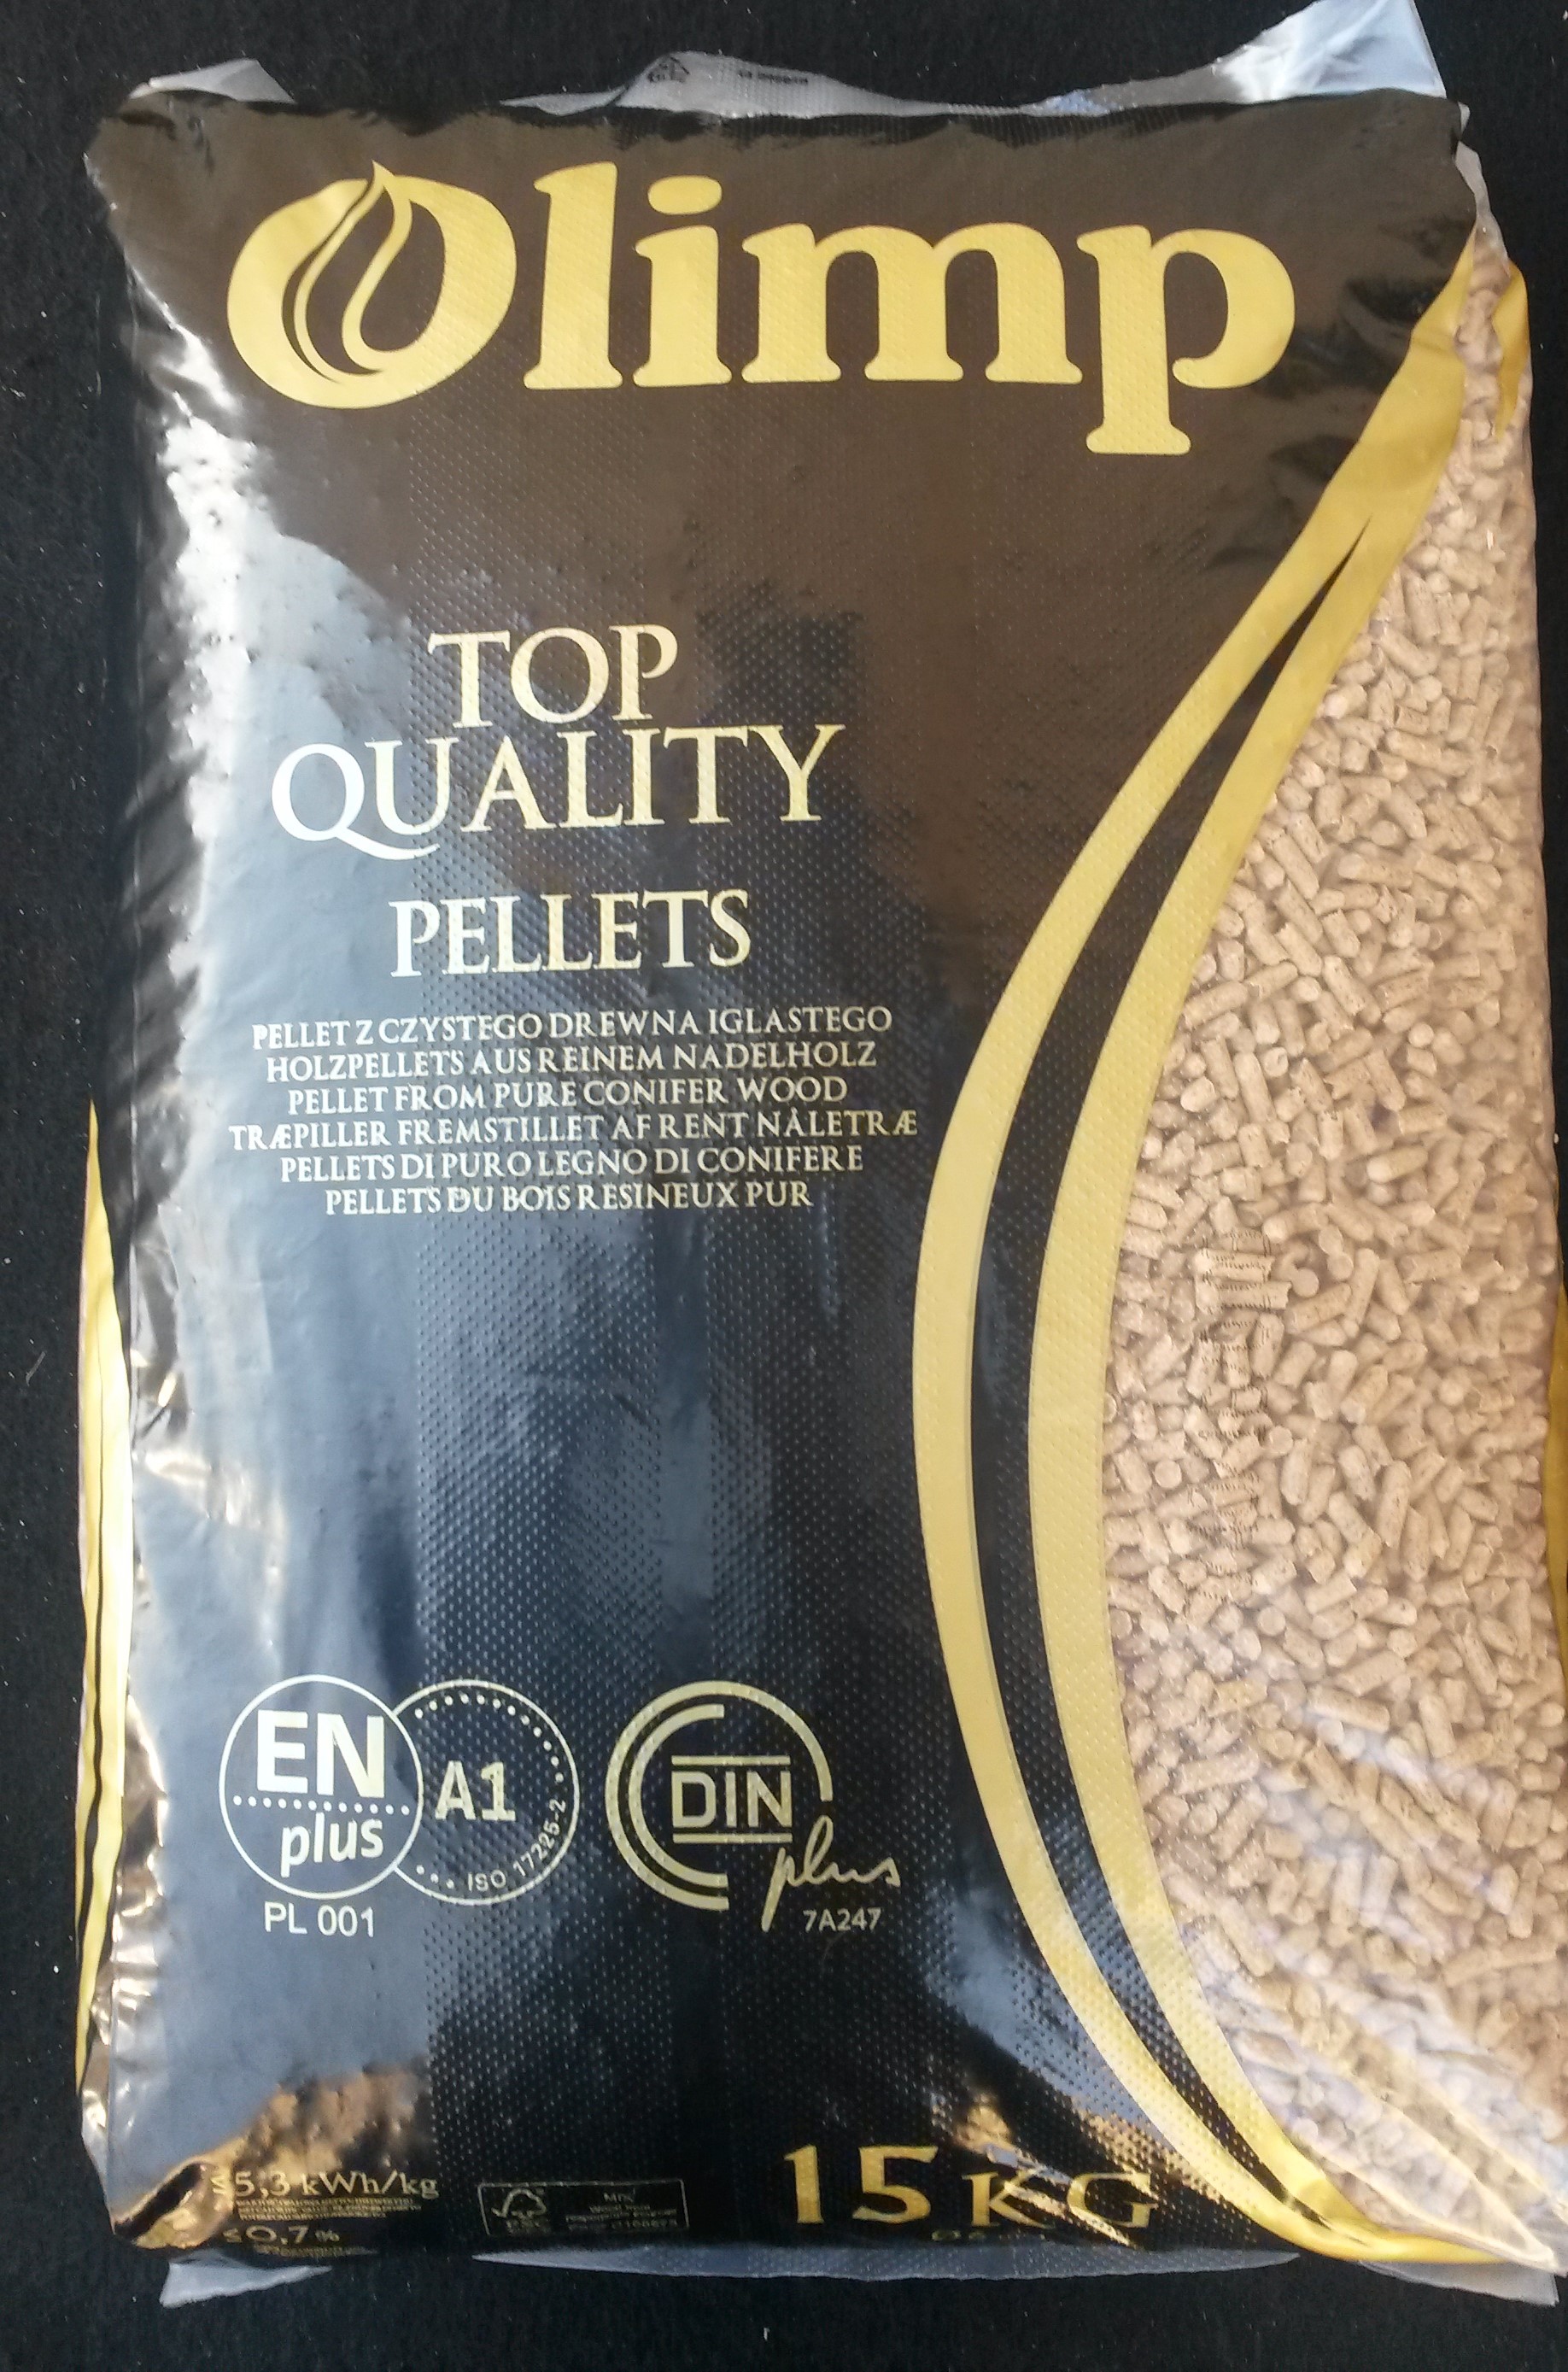 Olimp
TOP
QUALITY
PELLETS
PELLET Z CZYSTEGO DREWNA IGLASTEGO
HOLZPELLETS AUS REINEM NADELHOLZ
PELLET FROM PURE CONIFER WOOD
TRÆPILLER FREMSTILLET AF RENT NÅLETRÆ
PELLETS DI PURO LEGNO DI CONIFERE
PELLETS DU BOIS RESINEUX PUR
EN
plus
A1
ISO 17225-2
PL 001
DIN
plus
7A247
≤5,3 kWh/kg
≤0,7%
FSC
15 KG